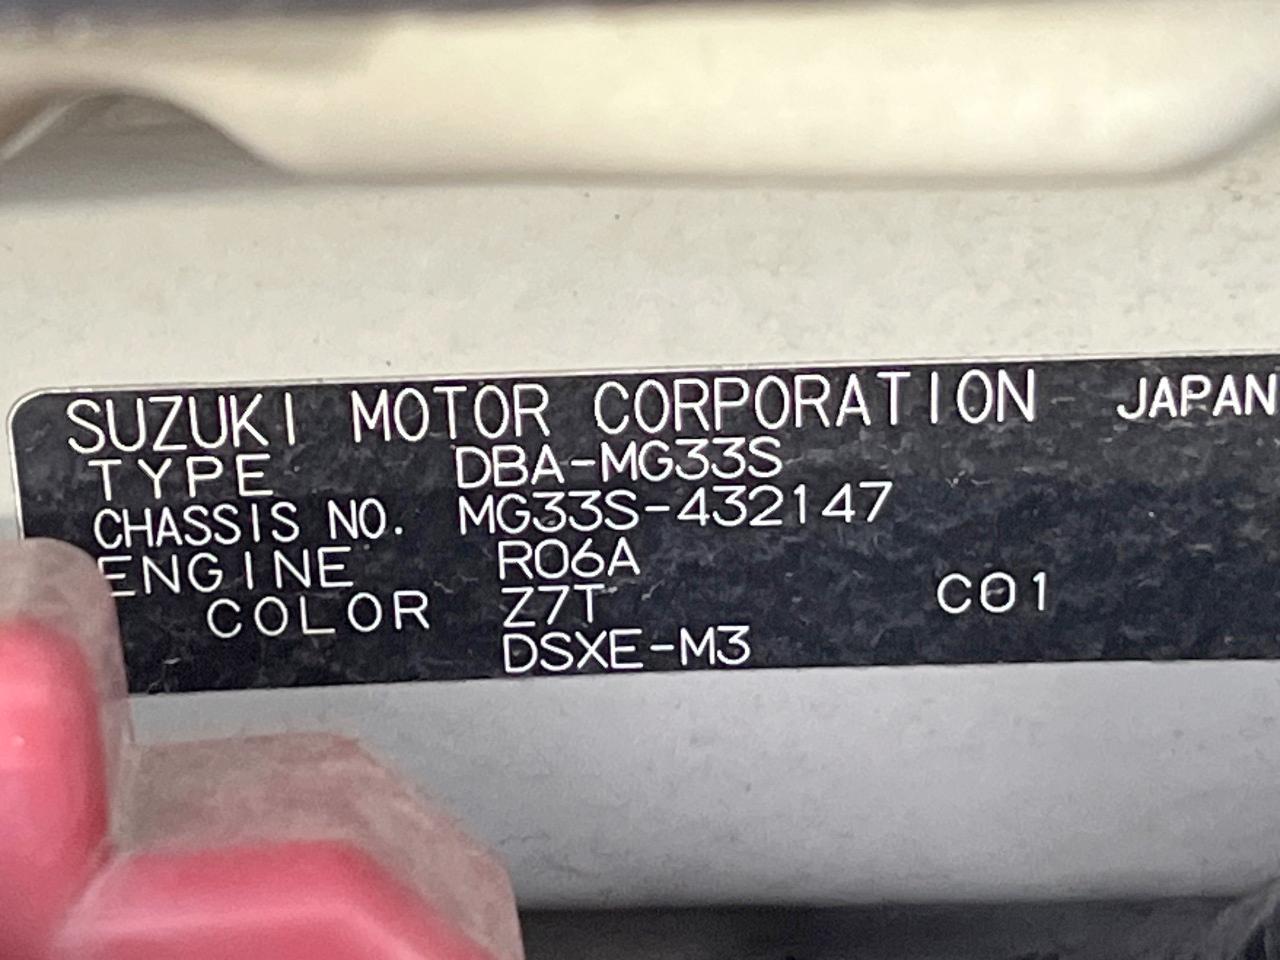 SUZUKI MOTOR CORPORATION JAPAN
TYPE DBA-MG33S
CHASSIS NO. MG33S-432147
ENGINE R06A
COLOR Z7T C01
DSXE-M3